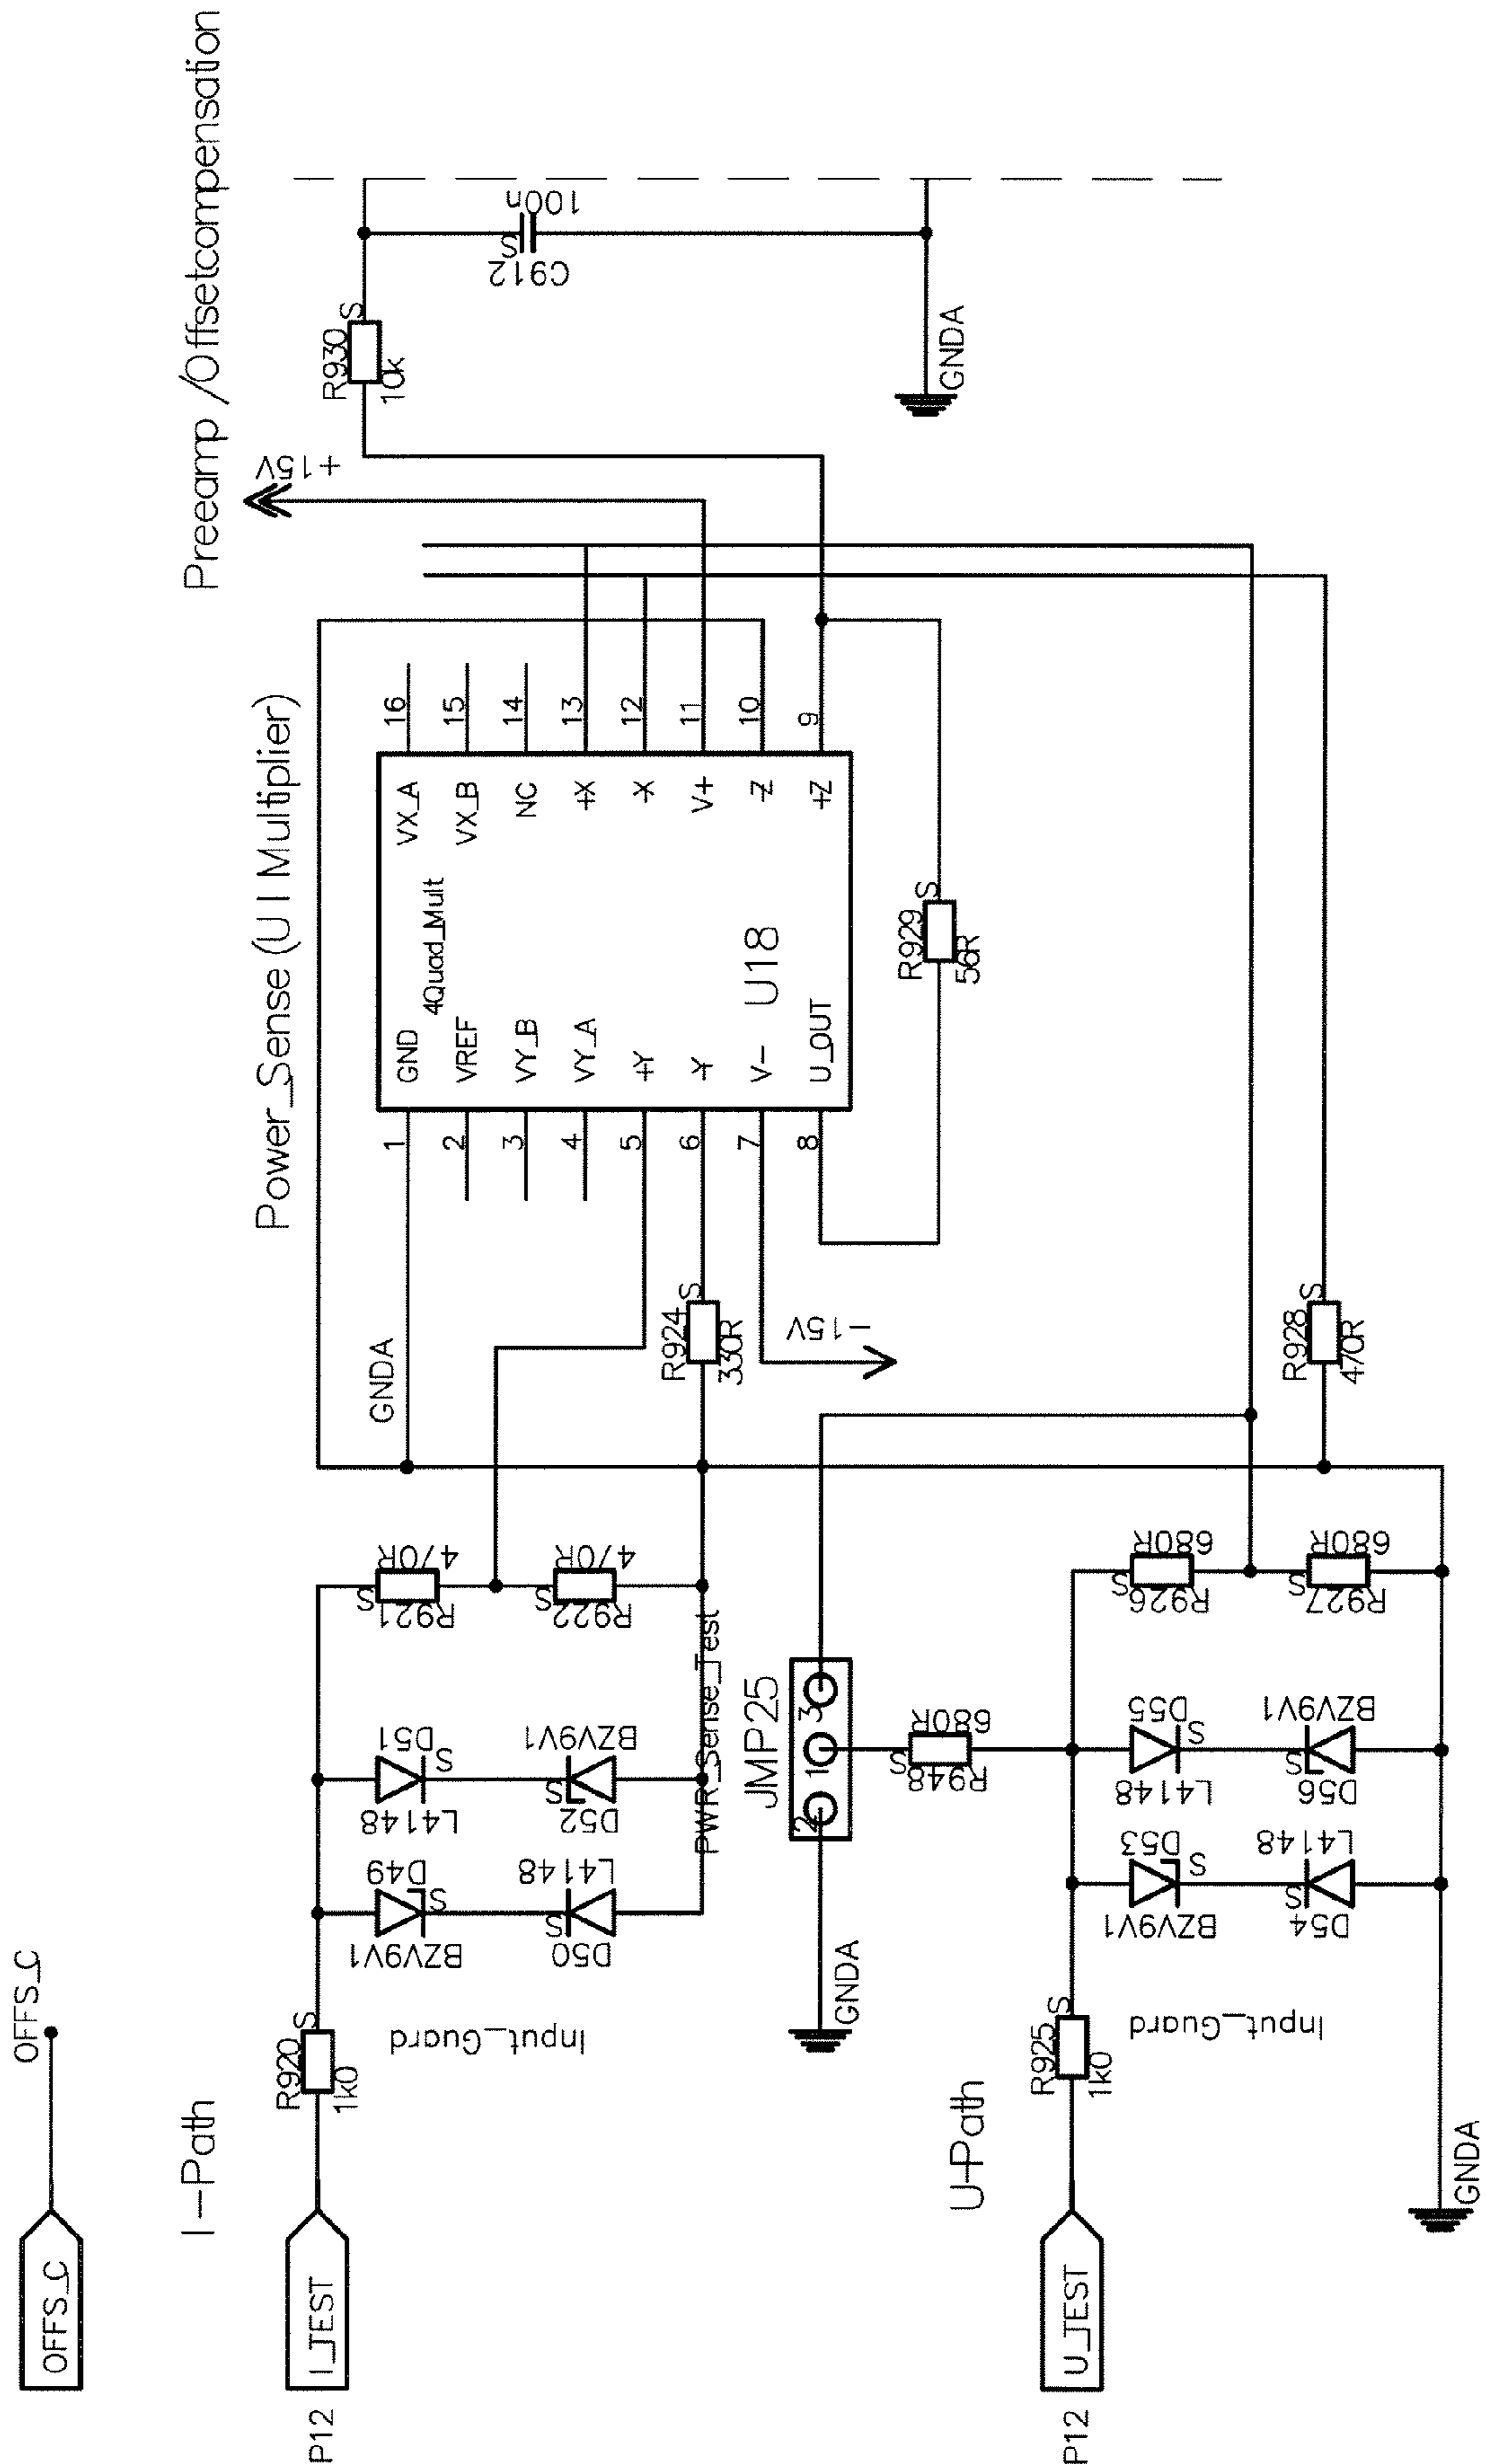 OFFS_C
OFFS_C
Preeamp /Offsetcompensation
Power_Sense (U I Multiplier)
I-Path
P12
I_TEST
R920
S
1k0
Input_Guard
BZV9V1
D49
S
L4148
D50
S
L4148
D51
S
BZV9V1
D52
S
470R
R921
S
470R
R922
S
GNDA
PWR_Sense_Test
R924
S
330R
-15V
1
GND
2
VREF
3
VY_B
4
VY_A
5
+Y
6
-Y
7
V-
8
U_OUT
4Quad_Mult
U18
VX_A
16
VX_B
15
NC
14
+X
13
-X
12
V+
11
-Z
10
+Z
9
R929
S
56R
+15V
R930
S
10k
C912
S
100n
GNDA
JMP25
2
1
3
GNDA
R948
S
680R
U-Path
P12
U_TEST
R925
S
1k0
Input_Guard
BZV9V1
D53
S
L4148
D54
S
L4148
D55
S
BZV9V1
D56
S
680R
R926
S
680R
R927
S
R928
S
470R
GNDA